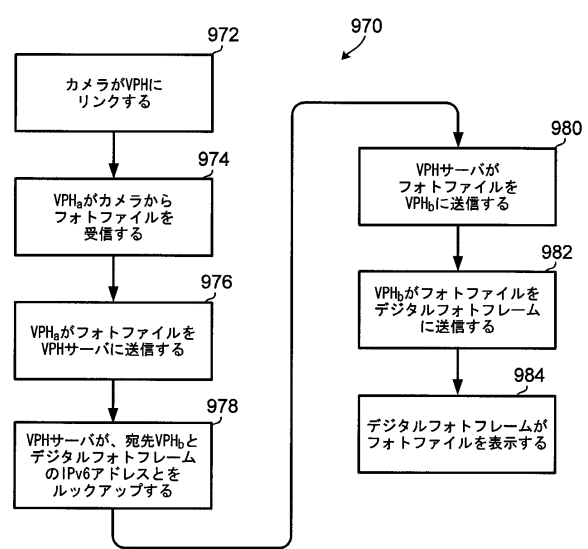 970
972
カメラがVPHに
リンクする
974
VPHaがカメラから
フォトファイルを
受信する
976
VPHaがフォトファイルを
VPHサーバに送信する
978
VPHサーバが、宛先VPHbと
デジタルフォトフレーム
のIPv6アドレスとを
ルックアップする
980
VPHサーバが
フォトファイルを
VPHbに送信する
982
VPHbがフォトファイルを
デジタルフォトフレーム
に送信する
984
デジタルフォトフレームが
フォトファイルを表示する